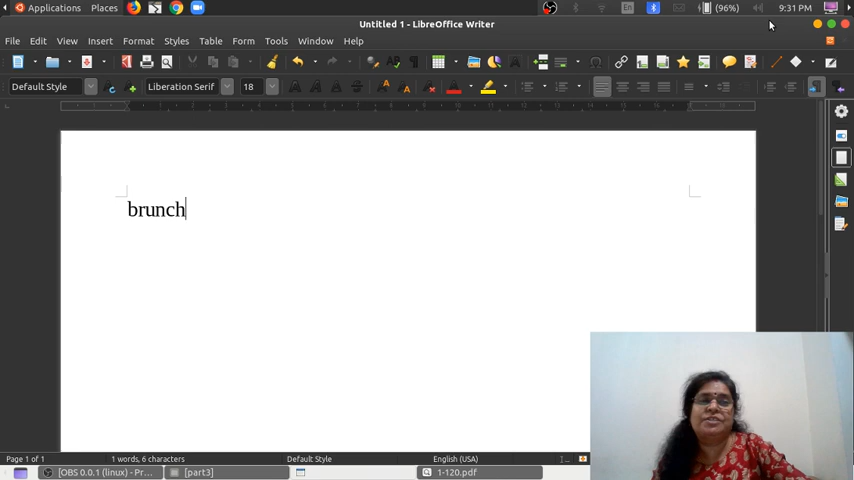 Applications Places En (96%) 9:31 PM
Untitled 1 - LibreOffice Writer
File Edit View Insert Format Styles Table Form Tools Window Help
Default Style Liberation Serif 18
brunch
Page 1 of 1 1 words, 6 characters Default Style English (USA)
[OBS 0.0.1 (linux) - Pr... [part3] 1-120.pdf